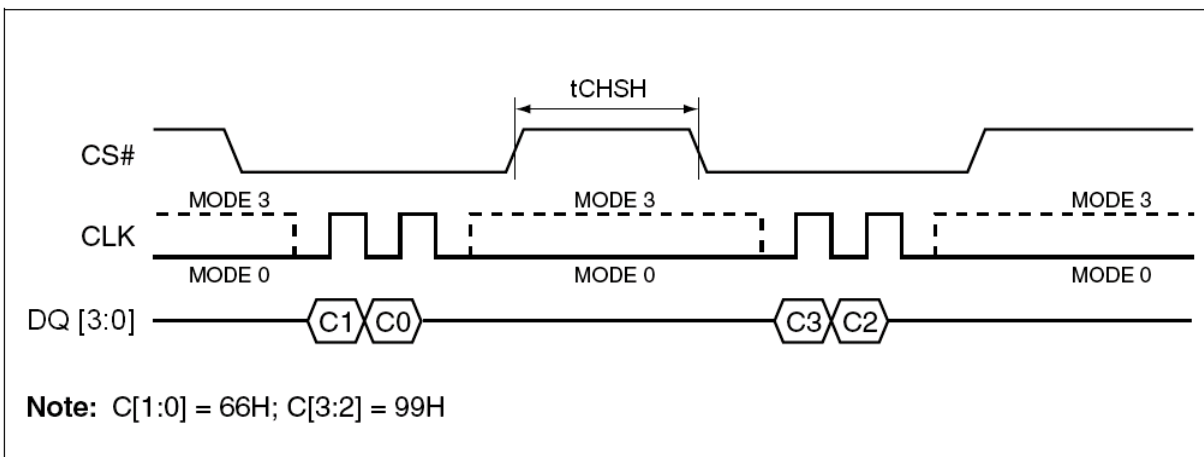 tCHSH
CS#
MODE 3 MODE 3 MODE 3
CLK
MODE 0 MODE 0 MODE 0
DQ [3:0] C1 C0 C3 C2
Note: C[1:0] = 66H; C[3:2] = 99H